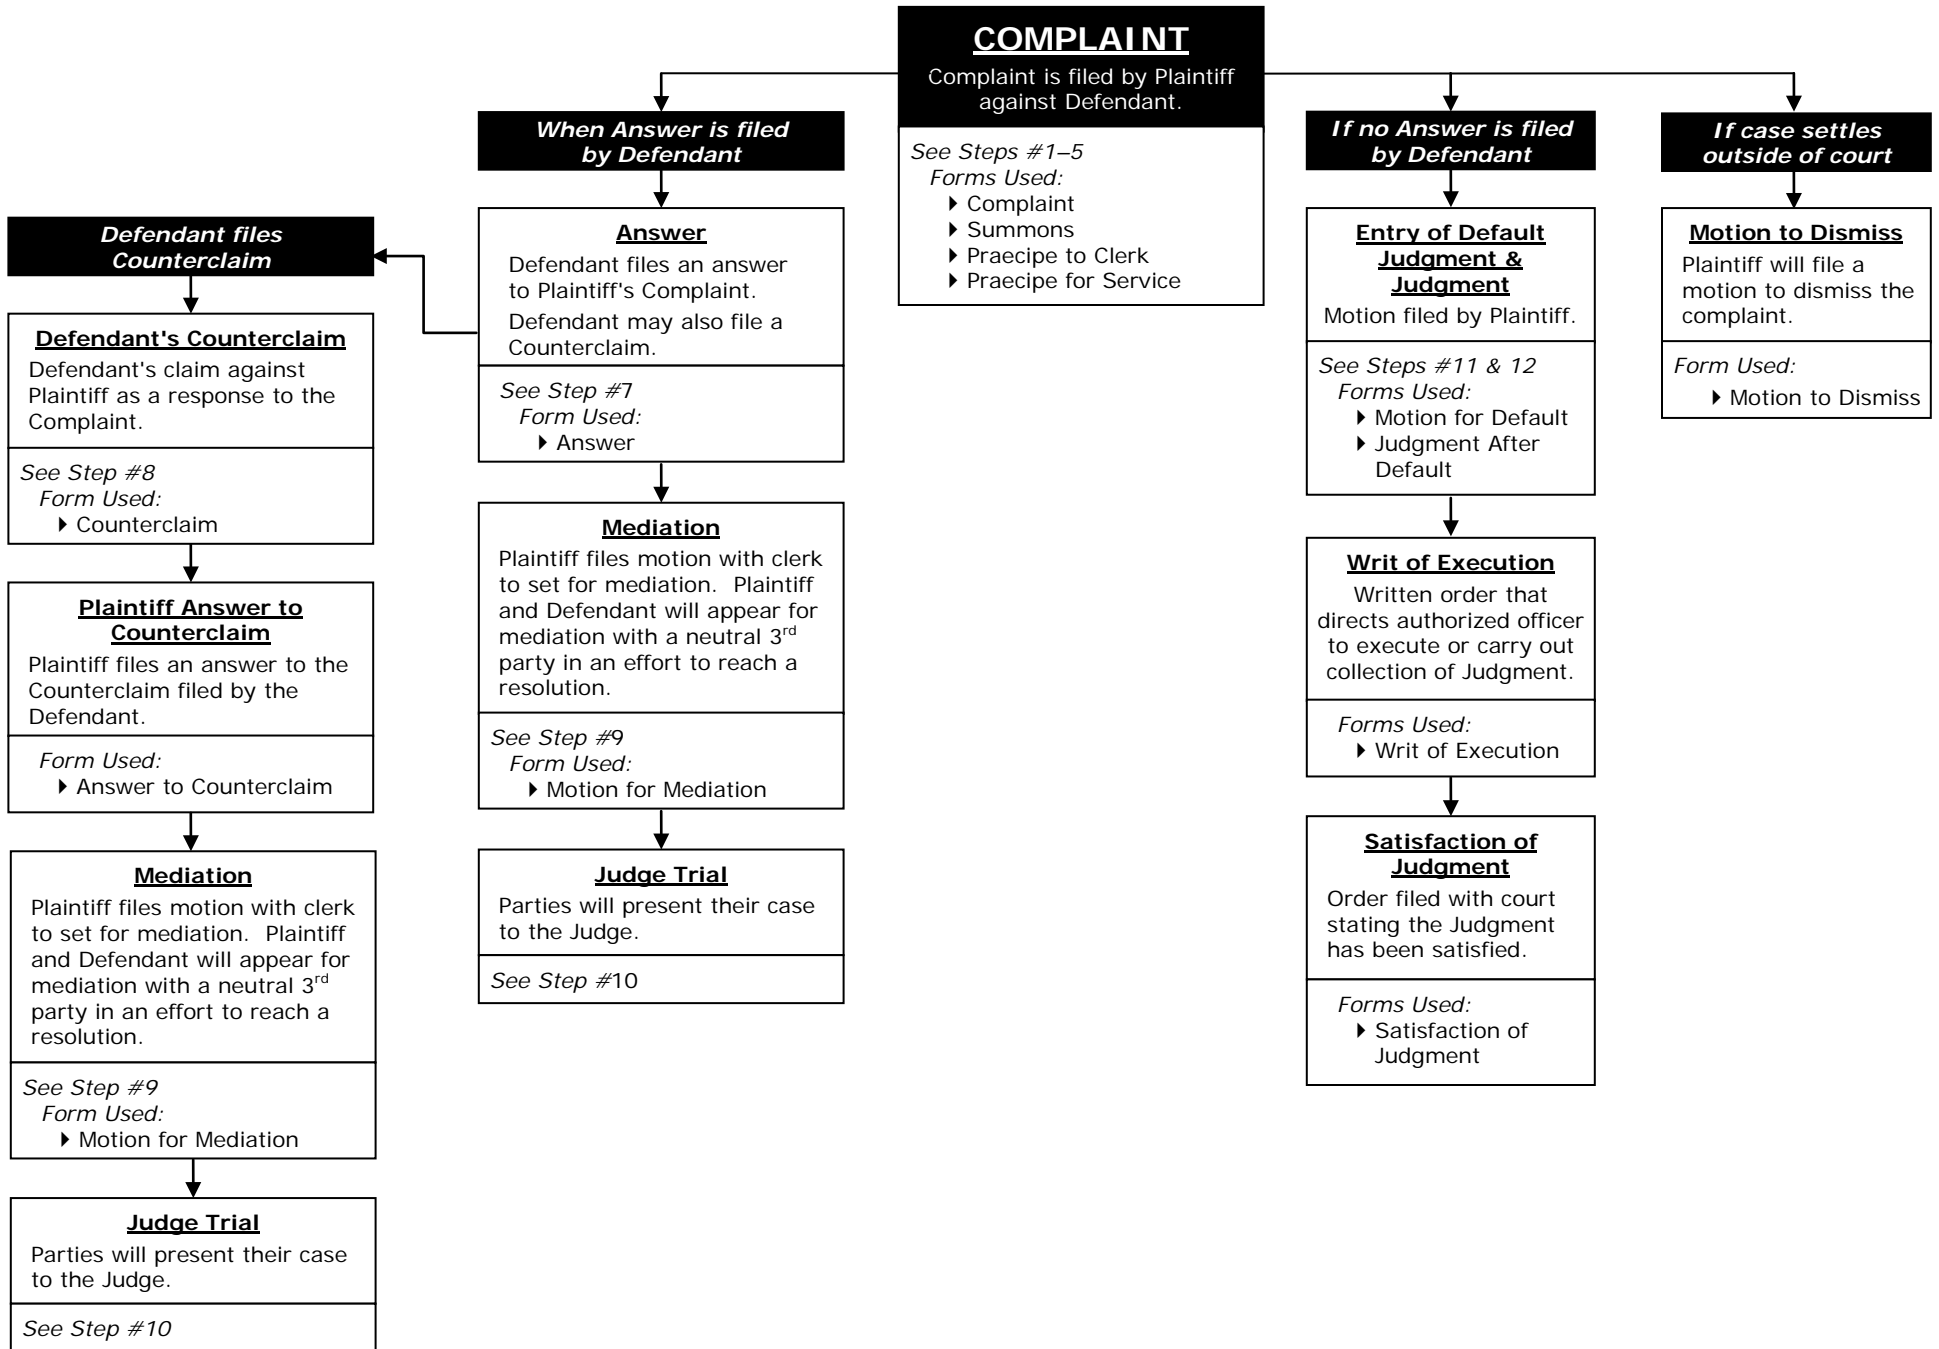 COMPLAINT
Complaint is filed by Plaintiff
against Defendant.
See Steps #1–5
Forms Used:
Complaint
Summons
Praecipe to Clerk
Praecipe for Service
When Answer is filed
by Defendant
Answer
Defendant files an answer
to Plaintiff's Complaint.
Defendant may also file a
Counterclaim.
See Step #7
Form Used:
Answer
Mediation
Plaintiff files motion with clerk
to set for mediation. Plaintiff
and Defendant will appear for
mediation with a neutral 3rd
party in an effort to reach a
resolution.
See Step #9
Form Used:
Motion for Mediation
Judge Trial
Parties will present their case
to the Judge.
See Step #10
Defendant files
Counterclaim
Defendant's Counterclaim
Defendant's claim against
Plaintiff as a response to the
Complaint.
See Step #8
Form Used:
Counterclaim
Plaintiff Answer to
Counterclaim
Plaintiff files an answer to the
Counterclaim filed by the
Defendant.
Form Used:
Answer to Counterclaim
Mediation
Plaintiff files motion with clerk
to set for mediation. Plaintiff
and Defendant will appear for
mediation with a neutral 3rd
party in an effort to reach a
resolution.
See Step #9
Form Used:
Motion for Mediation
Judge Trial
Parties will present their case
to the Judge.
See Step #10
If no Answer is filed
by Defendant
Entry of Default
Judgment &
Judgment
Motion filed by Plaintiff.
See Steps #11 & 12
Forms Used:
Motion for Default
Judgment After
Default
Writ of Execution
Written order that
directs authorized officer
to execute or carry out
collection of Judgment.
Forms Used:
Writ of Execution
Satisfaction of
Judgment
Order filed with court
stating the Judgment
has been satisfied.
Forms Used:
Satisfaction of
Judgment
If case settles
outside of court
Motion to Dismiss
Plaintiff will file a
motion to dismiss the
complaint.
Form Used:
Motion to Dismiss